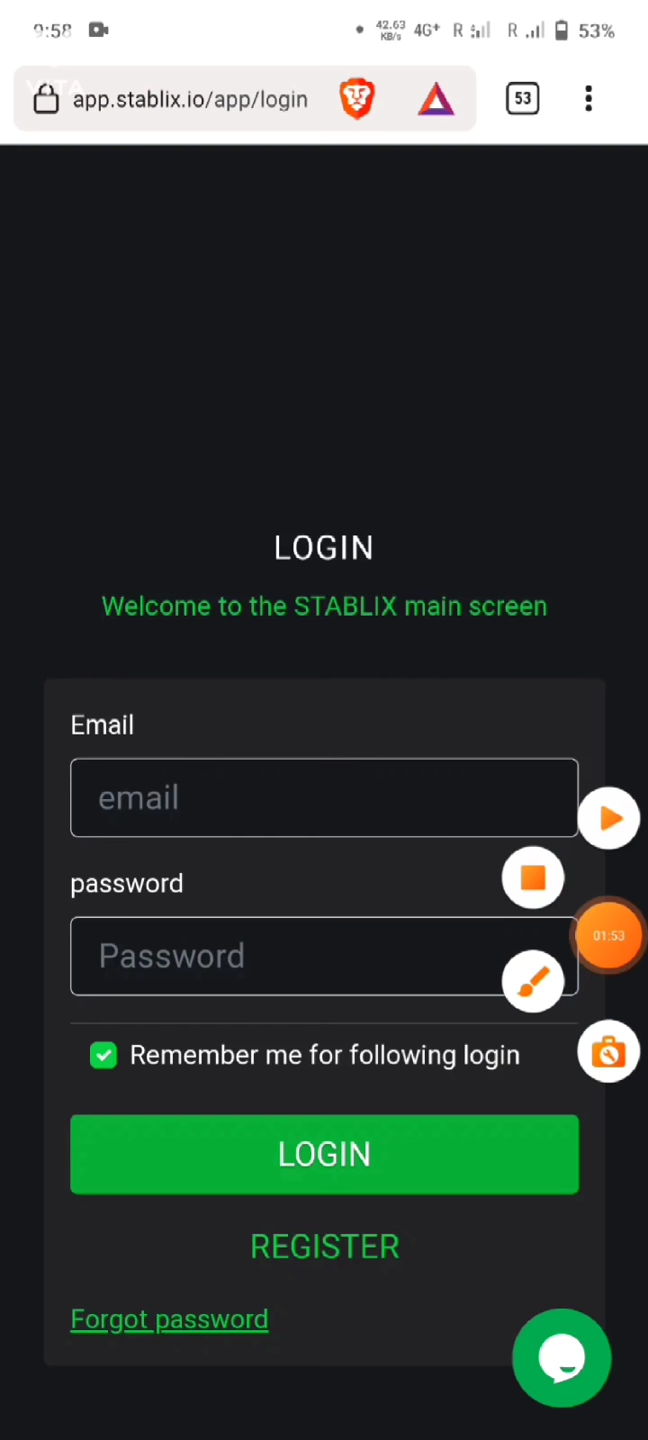 9:58
42.63
KB/s
4G+
R
R
53%
VITA
app.stablix.io/app/login
53
LOGIN
Welcome to the STABLIX main screen
Email
email
password
Password
01:53
Remember me for following login
LOGIN
REGISTER
Forgot password